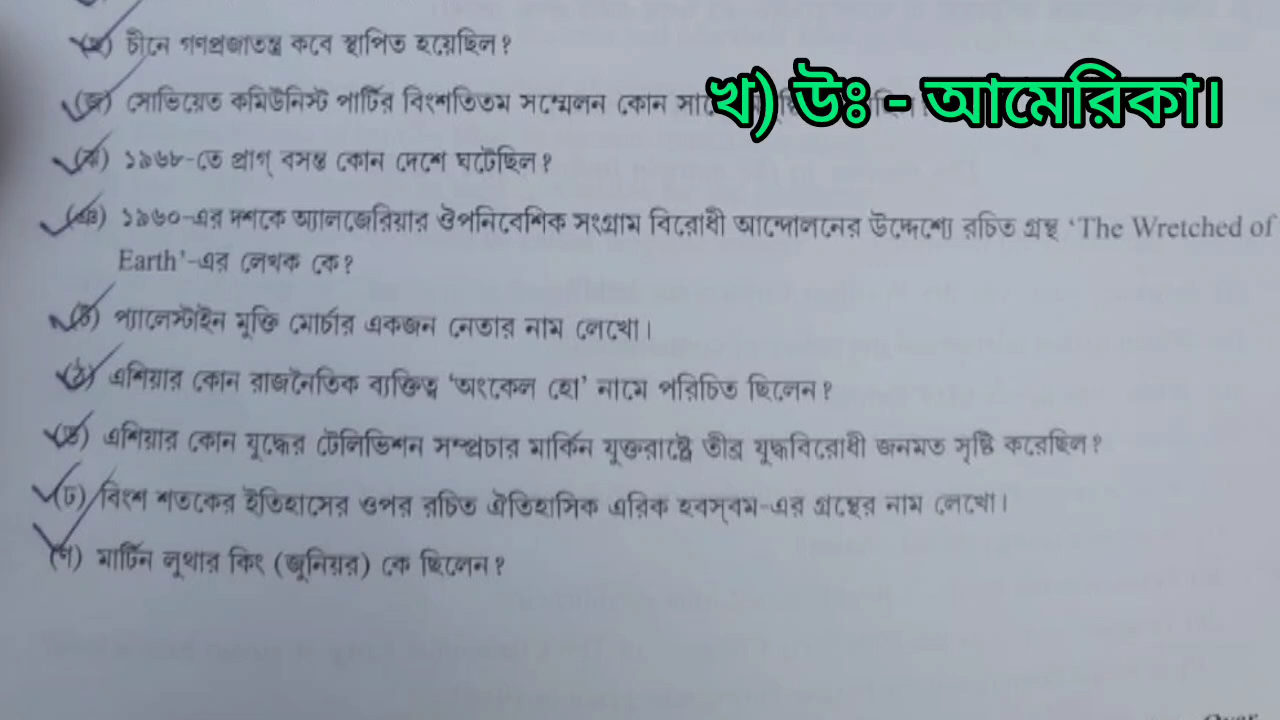 চীনে গণপ্রজাতন্ত্র কবে স্থাপিত হয়েছিল?
খ) উঃ - আমেরিকা।
(জ) সোভিয়েত কমিউনিস্ট পার্টির বিংশতিতম সম্মেলন কোন
(ঝ) ১৯৬৮-তে প্রাগ্ বসন্ত কোন দেশে ঘটেছিল?
(ঞ) ১৯৬০-এর দশকে অ্যালজেরিয়ার ঔপনিবেশিক সংগ্রাম বিরোধী আন্দোলনের উদ্দেশ্যে রচিত গ্রন্থ 'The Wretched of
Earth'-এর লেখক কে?
(ট) প্যালেস্টাইন মুক্তি মোর্চার একজন নেতার নাম লেখো।
(ঠ) এশিয়ার কোন রাজনৈতিক ব্যক্তিত্ব 'অংকেল হো' নামে পরিচিত ছিলেন?
(ড) এশিয়ার কোন যুদ্ধের টেলিভিশন সম্প্রচার মার্কিন যুক্তরাষ্ট্রে তীব্র যুদ্ধবিরোধী জনমত সৃষ্টি করেছিল?
(ঢ) বিংশ শতকের ইতিহাসের ওপর রচিত ঐতিহাসিক এরিক হবস্‌বম-এর গ্রন্থের নাম লেখো।
(ণ) মার্টিন লুথার কিং (জুনিয়র) কে ছিলেন?